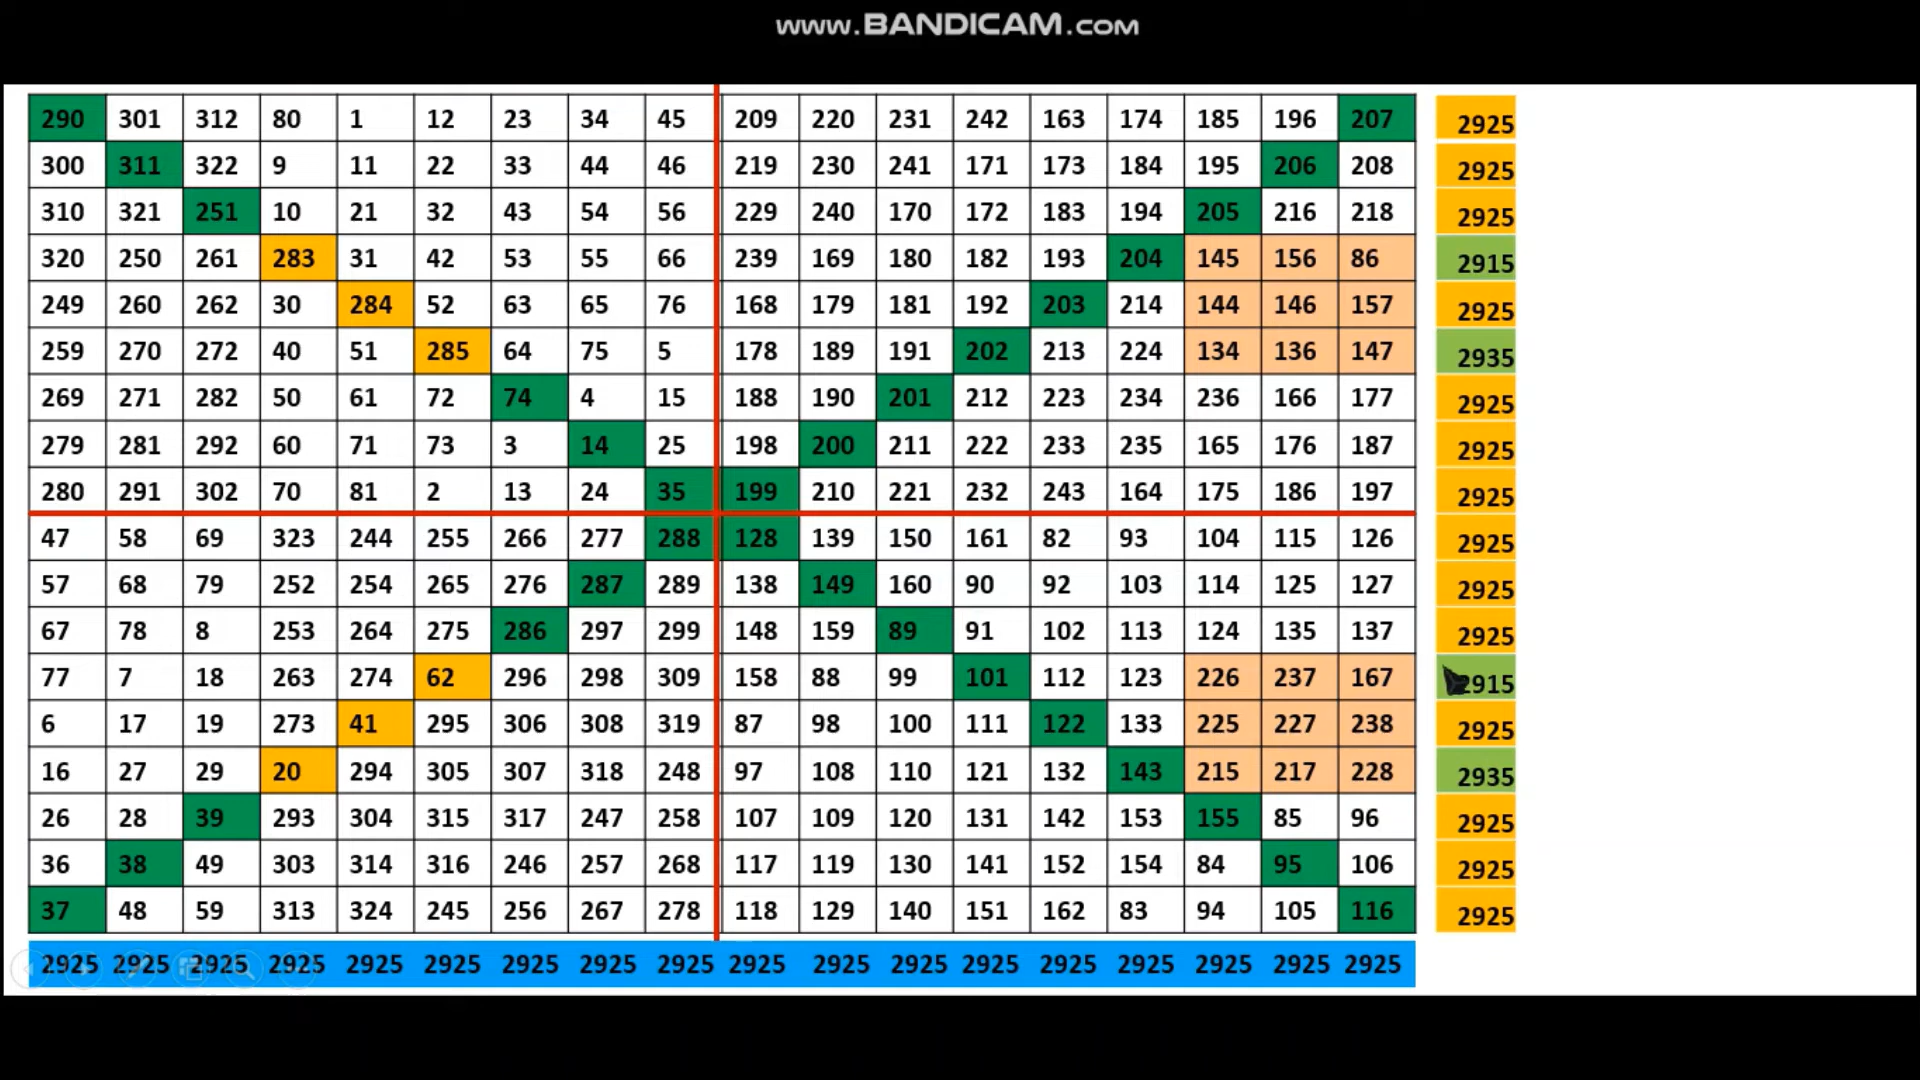 www.BANDICAM.com
290 301 312 80 1 12 23 34 45 209 220 231 242 163 174 185 196 207 2925
300 311 322 9 11 22 33 44 46 219 230 241 171 173 184 195 206 208 2925
310 321 251 10 21 32 43 54 56 229 240 170 172 183 194 205 216 218 2925
320 250 261 283 31 42 53 55 66 239 169 180 182 193 204 145 156 86 2915
249 260 262 30 284 52 63 65 76 168 179 181 192 203 214 144 146 157 2925
259 270 272 40 51 285 64 75 5 178 189 191 202 213 224 134 136 147 2935
269 271 282 50 61 72 74 4 15 188 190 201 212 223 234 236 166 177 2925
279 281 292 60 71 73 3 14 25 198 200 211 222 233 235 165 176 187 2925
280 291 302 70 81 2 13 24 35 199 210 221 232 243 164 175 186 197 2925
47 58 69 323 244 255 266 277 288 128 139 150 161 82 93 104 115 126 2925
57 68 79 252 254 265 276 287 289 138 149 160 90 92 103 114 125 127 2925
67 78 8 253 264 275 286 297 299 148 159 89 91 102 113 124 135 137 2925
77 7 18 263 274 62 296 298 309 158 88 99 101 112 123 226 237 167 2915
6 17 19 273 41 295 306 308 319 87 98 100 111 122 133 225 227 238 2925
16 27 29 20 294 305 307 318 248 97 108 110 121 132 143 215 217 228 2935
26 28 39 293 304 315 317 247 258 107 109 120 131 142 153 155 85 96 2925
36 38 49 303 314 316 246 257 268 117 119 130 141 152 154 84 95 106 2925
37 48 59 313 324 245 256 267 278 118 129 140 151 162 83 94 105 116 2925
2925 2925 2925 2925 2925 2925 2925 2925 2925 2925 2925 2925 2925 2925 2925 2925 2925 2925